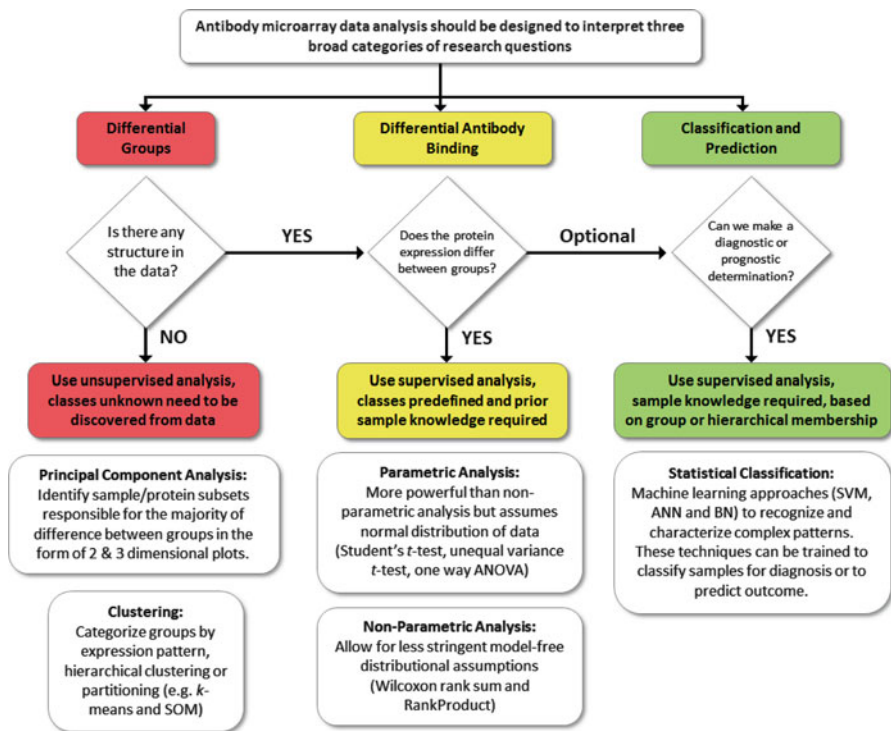 Antibody microarray data analysis should be designed to interpret three
broad categories of research questions
Differential
Groups
Differential Antibody
Binding
Classification and
Prediction
Is there any
structure in
the data?
YES
Does the protein
expression differ
between groups?
Optional
Can we make a
diagnostic or
prognostic
determination?
NO
YES
YES
Use unsupervised analysis,
classes unknown need to be
discovered from data
Use supervised analysis,
classes predefined and prior
sample knowledge required
Use supervised analysis,
sample knowledge required, based
on group or hierarchical membership
Principal Component Analysis:
Identify sample/protein subsets
responsible for the majority of
difference between groups in the
form of 2 & 3 dimensional plots.
Parametric Analysis:
More powerful than non-
parametric analysis but assumes
normal distribution of data
(Student's t-test, unequal variance
t-test, one way ANOVA)
Statistical Classification:
Machine learning approaches (SVM,
ANN and BN) to recognize and
characterize complex patterns.
These techniques can be trained to
classify samples for diagnosis or to
predict outcome.
Clustering:
Categorize groups by
expression pattern,
hierarchical clustering or
partitioning (e.g. k-
means and SOM)
Non-Parametric Analysis:
Allow for less stringent model-free
distributional assumptions
(Wilcoxon rank sum and
RankProduct)